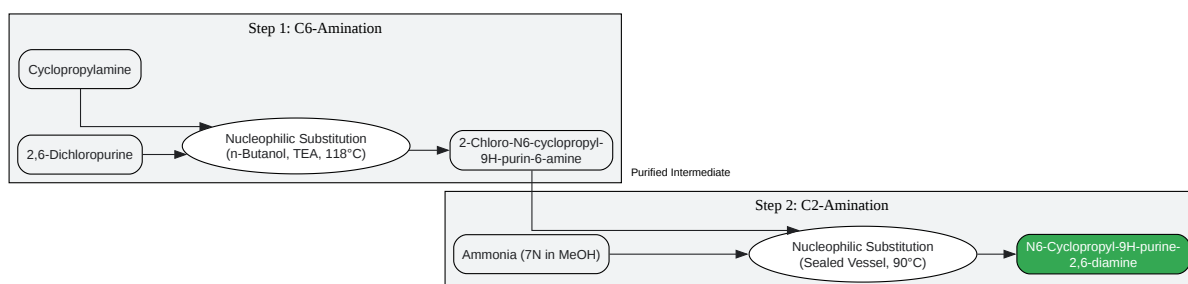 Step 1: C6-Amination
Cyclopropylamine
2,6-Dichloropurine
Nucleophilic Substitution
(n-Butanol, TEA, 118°C)
2-Chloro-N6-cyclopropyl-
9H-purin-6-amine
Purified Intermediate
Step 2: C2-Amination
Ammonia (7N in MeOH)
Nucleophilic Substitution
(Sealed Vessel, 90°C)
N6-Cyclopropyl-9H-purine-
2,6-diamine